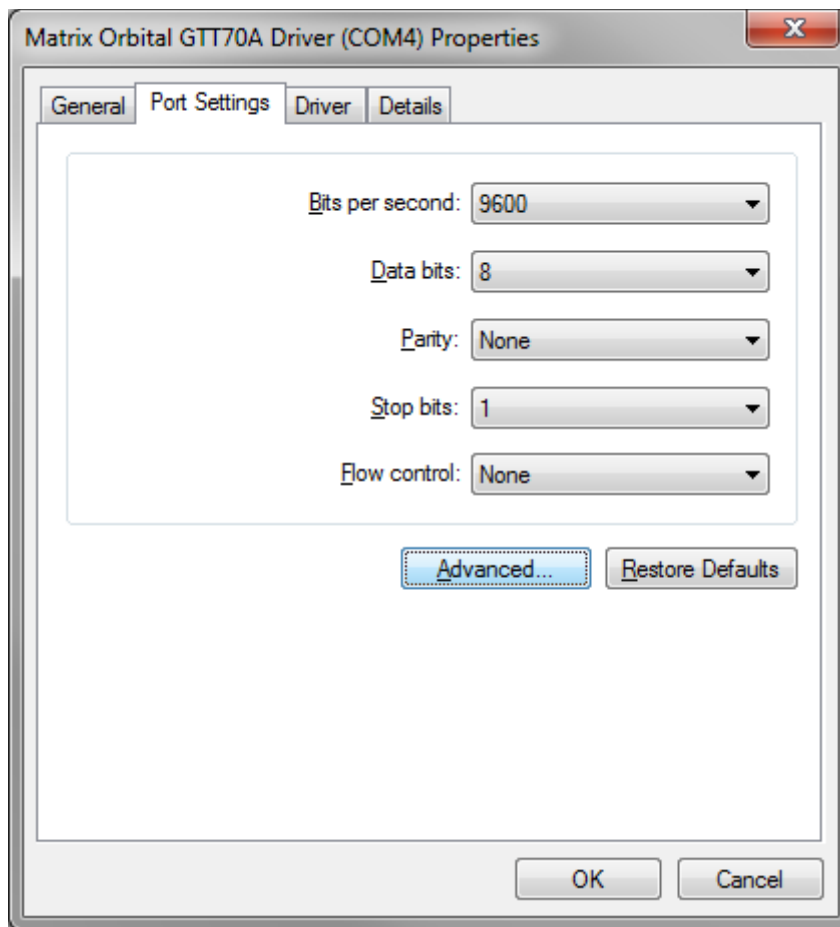 Matrix Orbital GTT70A Driver (COM4) Properties
General Port Settings Driver Details
Bits per second: 9600
Data bits: 8
Parity: None
Stop bits: 1
Flow control: None
Advanced... Restore Defaults
OK Cancel